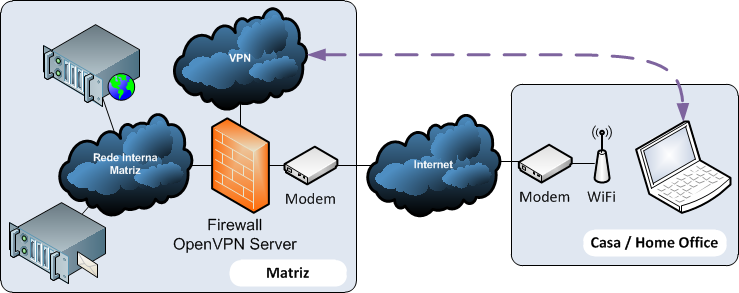 VPN
Rede Interna
Matriz
Internet
Modem
Firewall
OpenVPN Server
Modem
WiFi
Matriz
Casa / Home Office